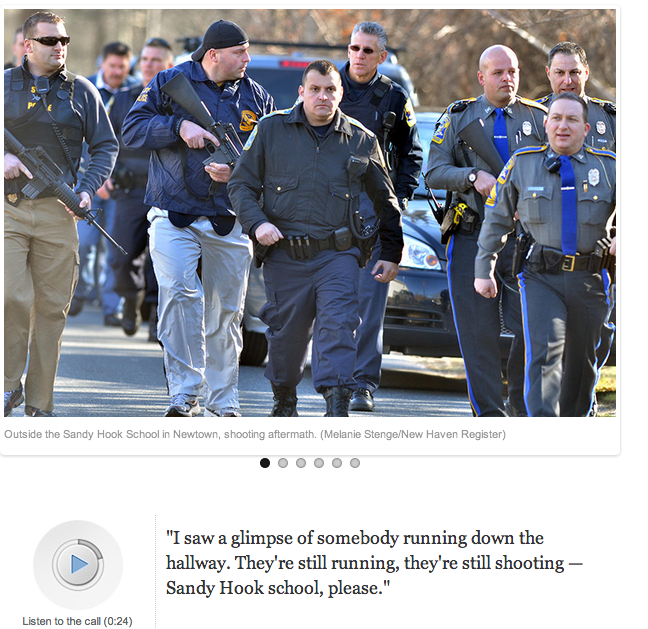 Outside the Sandy Hook School in Newtown, shooting aftermath. (Melanie Stenge/New Haven Register)
"I saw a glimpse of somebody running down the
hallway. They're still running, they're still shooting —
Sandy Hook school, please."
Listen to the call (0:24)